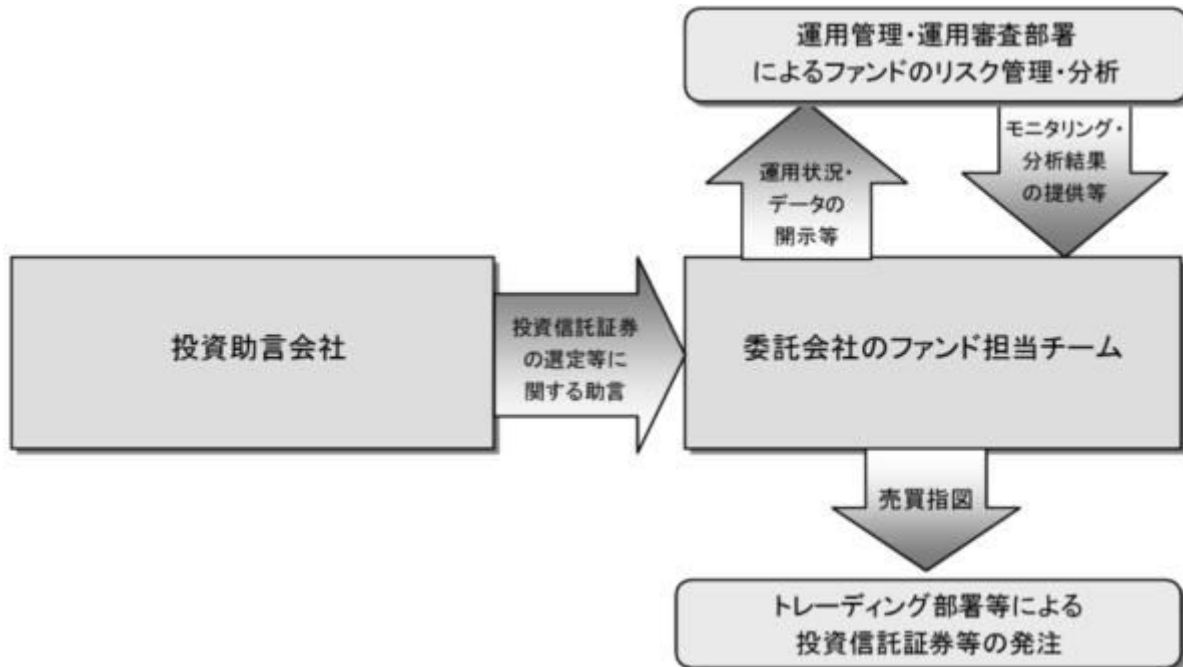 運用管理・運用審査部署
によるファンドのリスク管理・分析
運用状況・
データの
開示等
モニタリング・
分析結果
の提供等
投資助言会社
投資信託証券
の選定等に
関する助言
委託会社のファンド担当チーム
売買指図
トレーディング部署等による
投資信託証券等の発注